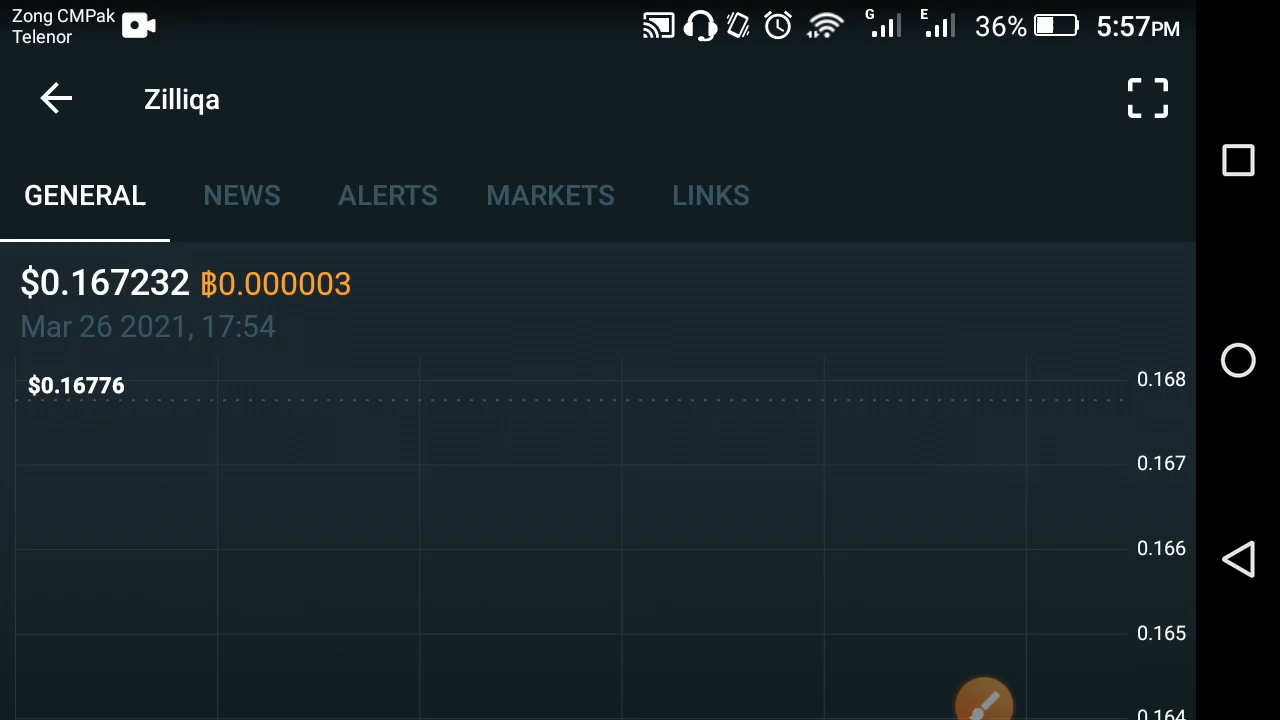 Zong CMPak
Telenor
G E 36% 5:57PM
Zilliqa
GENERAL NEWS ALERTS MARKETS LINKS
$0.167232 ฿0.000003
Mar 26 2021, 17:54
$0.16776
0.168
0.167
0.166
0.165
0.164